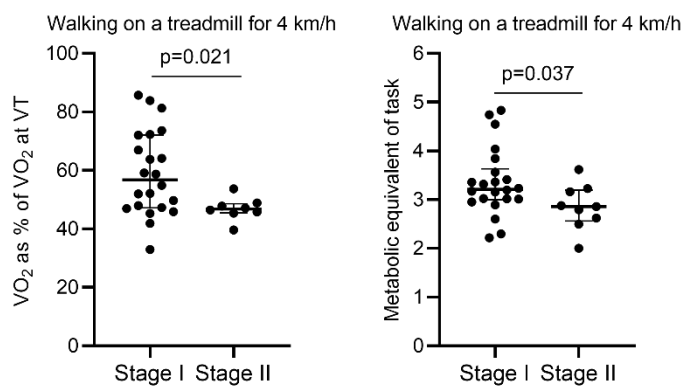 Walking on a treadmill for 4 km/h
p=0.021
VO₂ as % of VO₂ at VT
100
80
60
40
20
0
Stage I Stage II
Walking on a treadmill for 4 km/h
p=0.037
Metabolic equivalent of task
6
5
4
3
2
1
0
Stage I Stage II